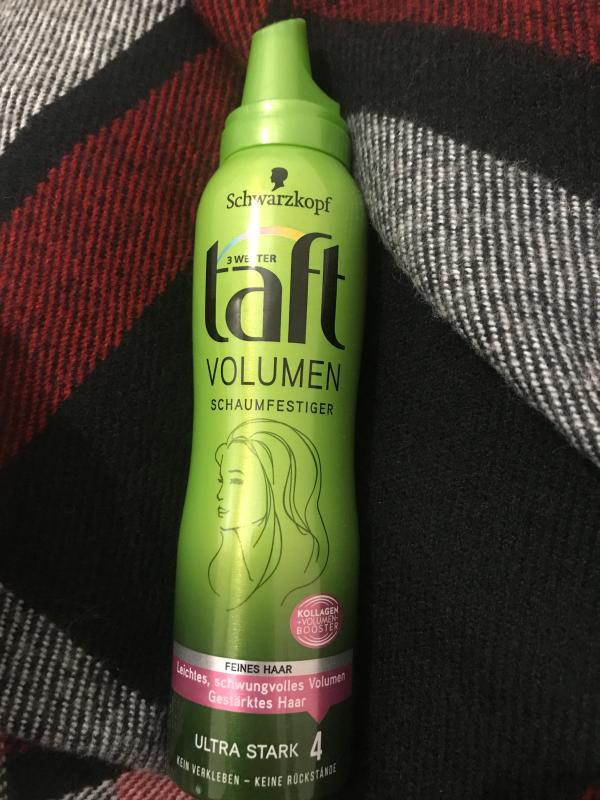 Schwarzkopf
3 WETTER
taft
VOLUMEN
SCHAUMFESTIGER
KOLLAGEN
+VOLUMEN-
BOOSTER
FEINES HAAR
Leichtes, schwungvolles Volumen
Gestärktes Haar
ULTRA STARK 4
KEIN VERKLEBEN – KEINE RÜCKSTÄNDE